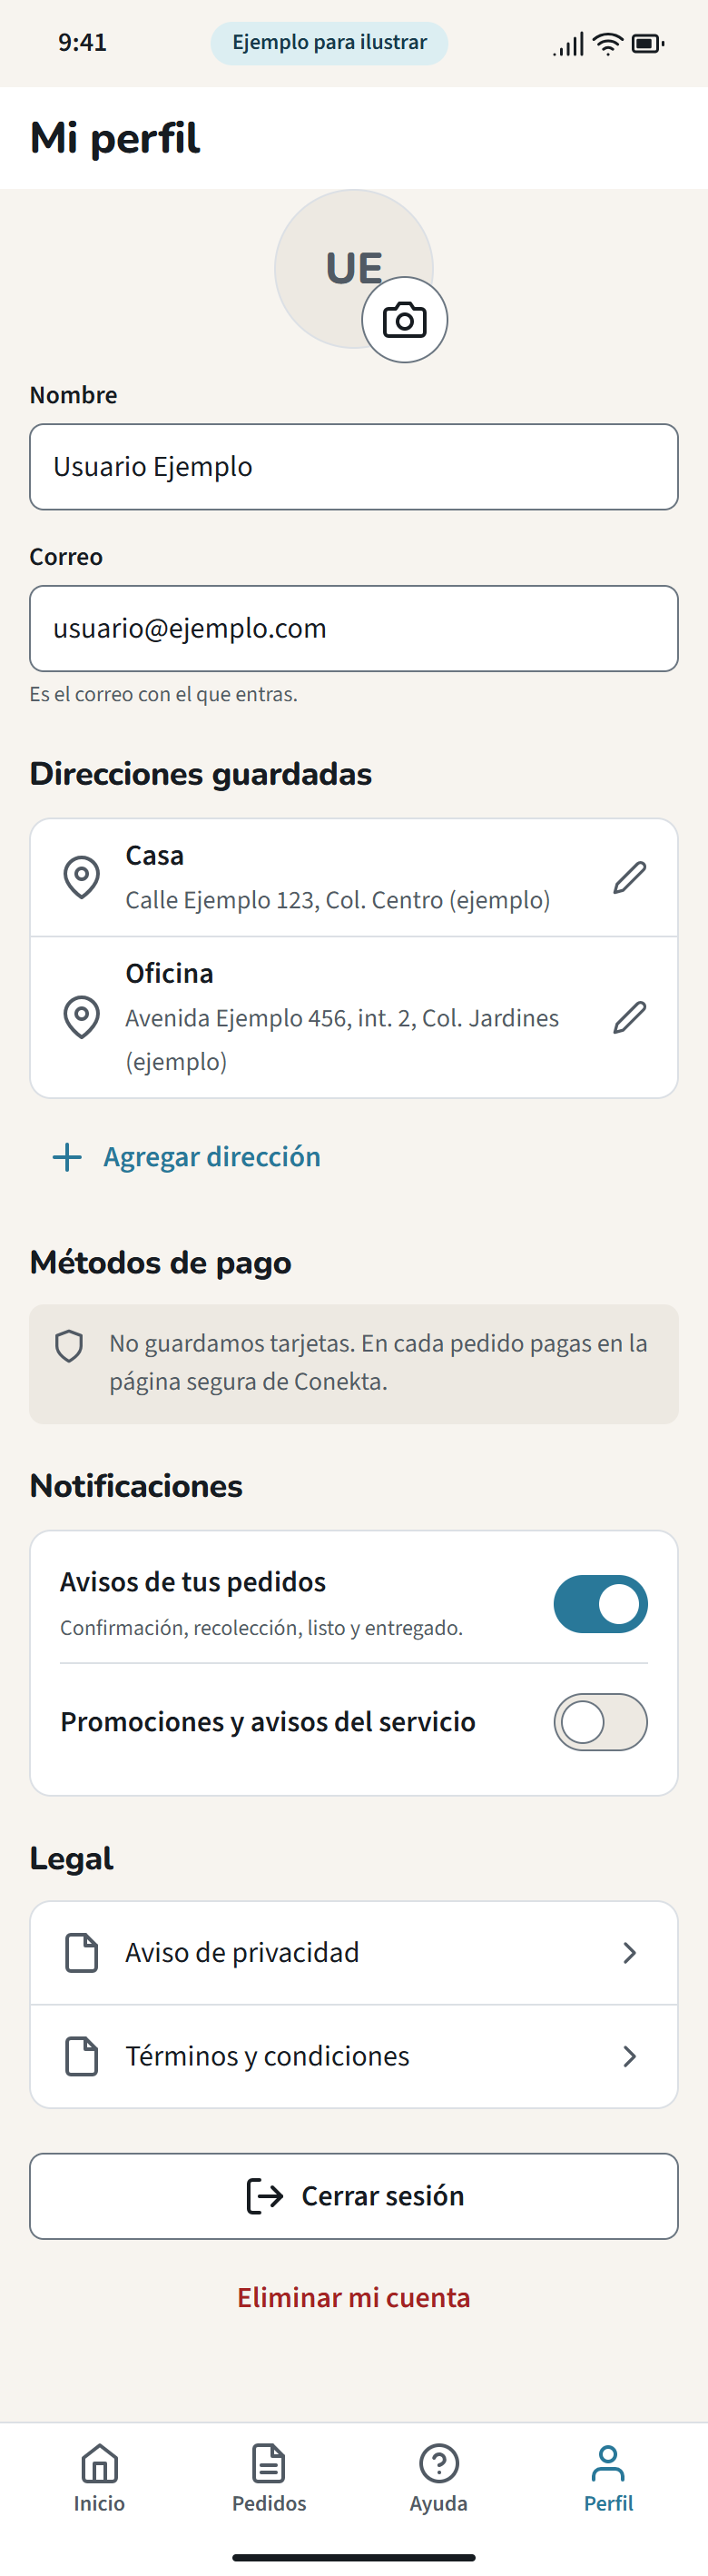 9:41
Ejemplo para ilustrar
Mi perfil
UE
Nombre
Usuario Ejemplo
Correo
usuario@ejemplo.com
Es el correo con el que entras.
Direcciones guardadas
Casa
Calle Ejemplo 123, Col. Centro (ejemplo)
Oficina
Avenida Ejemplo 456, int. 2, Col. Jardines
(ejemplo)
Agregar dirección
Métodos de pago
No guardamos tarjetas. En cada pedido pagas en la
página segura de Conekta.
Notificaciones
Avisos de tus pedidos
Confirmación, recolección, listo y entregado.
Promociones y avisos del servicio
Legal
Aviso de privacidad
Términos y condiciones
Cerrar sesión
Eliminar mi cuenta
Inicio
Pedidos
Ayuda
Perfil